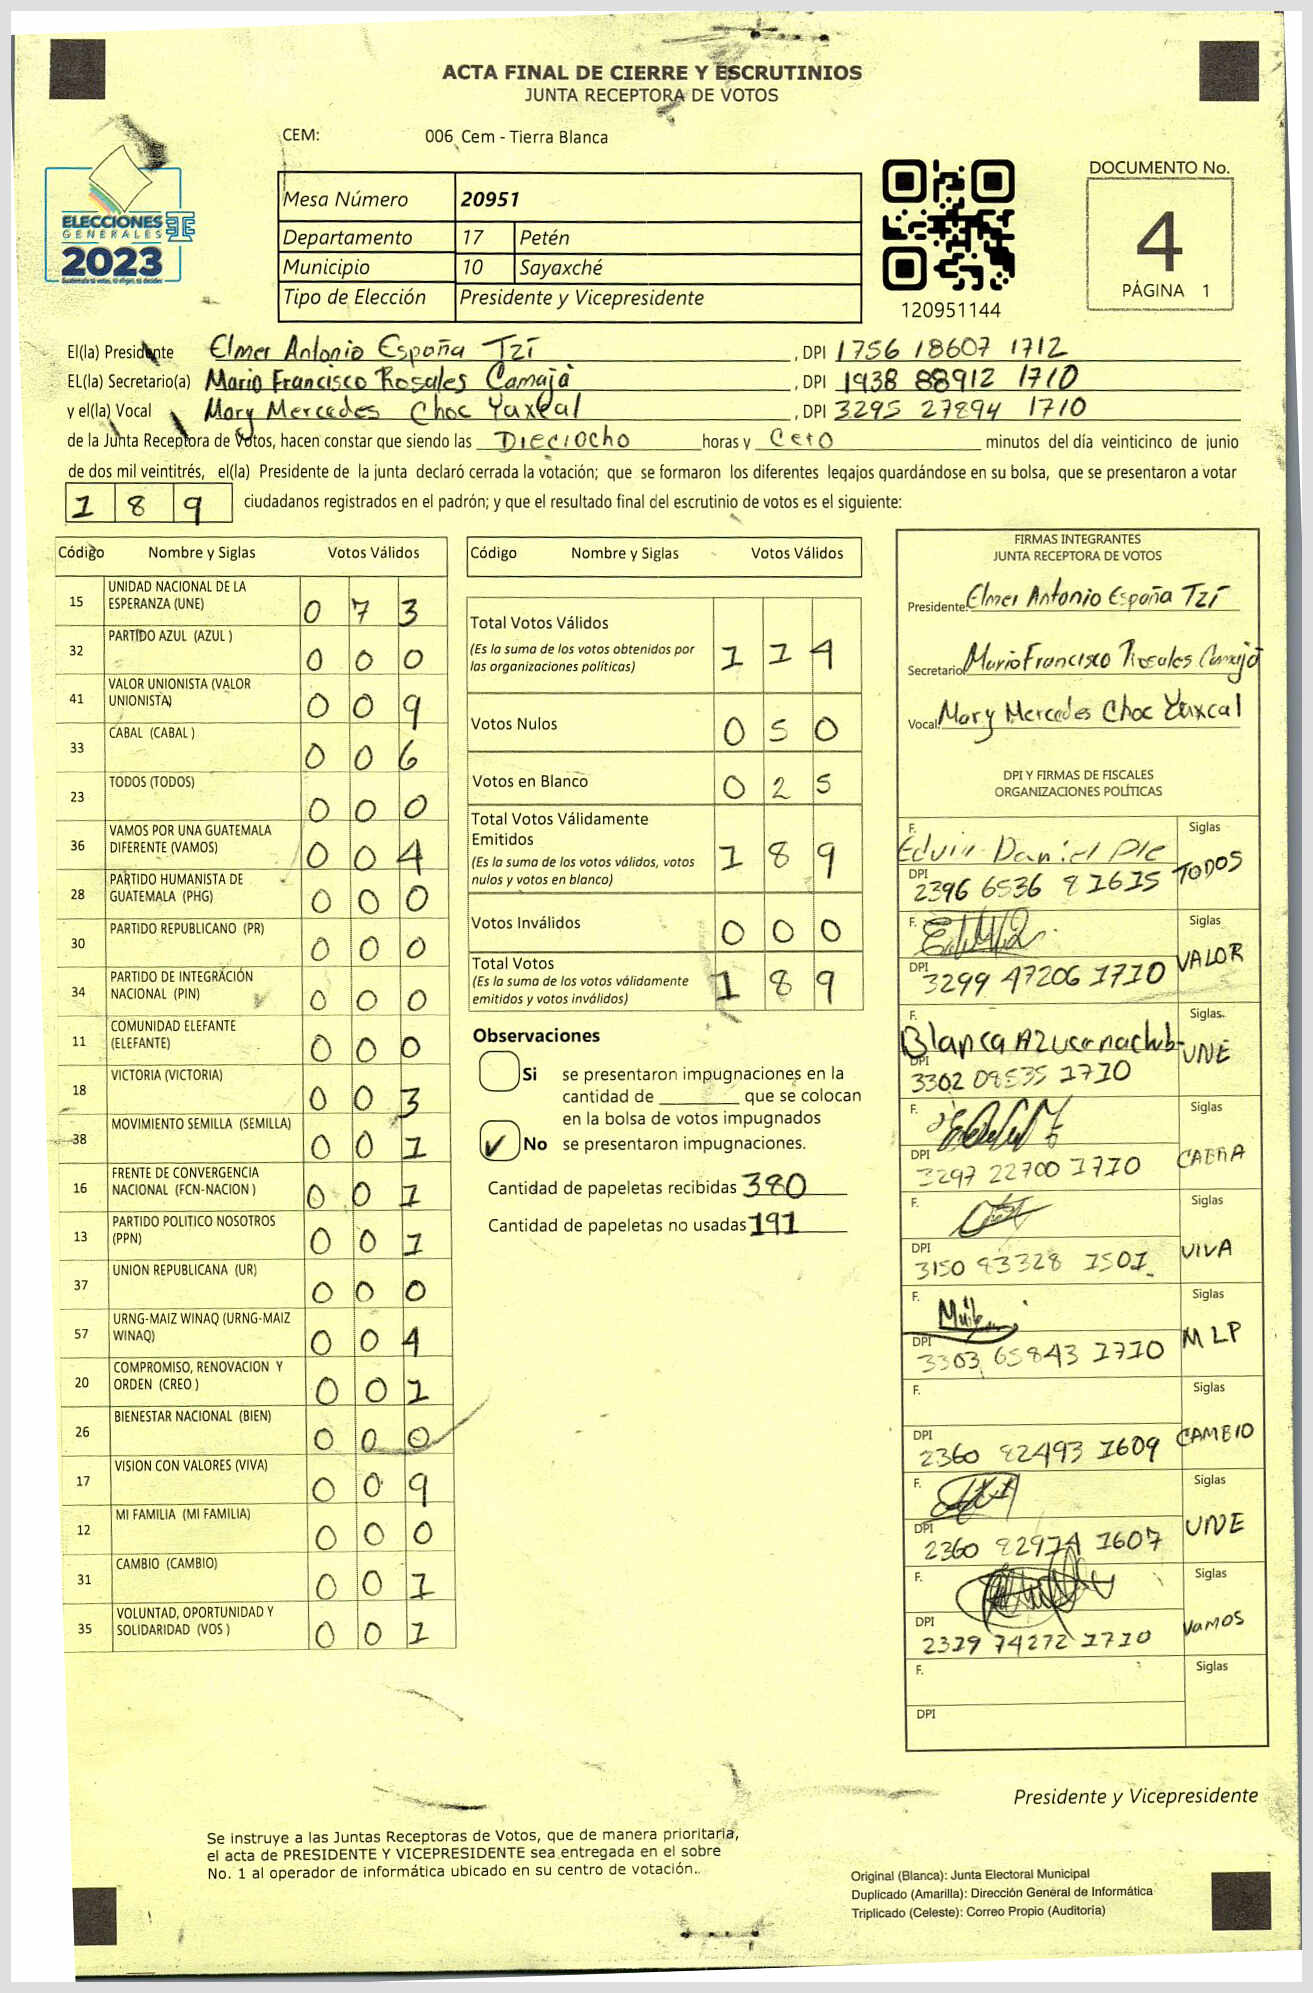 ACTA FINAL DE CIERRE Y ESCRUTINIOS
JUNTA RECEPTORA DE VOTOS
CEM: 006 Cem - Tierra Blanca
ELECCIONES
GENERALES
TSE
2023
Guatemala tú votas, tú eliges, tú decides
Mesa Número 20951
Departamento 17 Petén
Municipio 10 Sayaxché
Tipo de Elección Presidente y Vicepresidente
120951144
DOCUMENTO No.
4
PÁGINA 1
El(la) Presidente Elmer Antonio España Tzí , DPI 1756 18607 1712
EL(la) Secretario(a) Mario Francisco Rosales Camajá , DPI 1938 88912 1710
y el(la) Vocal Mary Mercedes Choc Yaxcal , DPI 3295 27894 1710
de la Junta Receptora de Votos, hacen constar que siendo las Dieciocho horas y Cero minutos del día veinticinco de junio
de dos mil veintitrés, el(la) Presidente de la junta declaró cerrada la votación; que se formaron los diferentes legajos guardándose en su bolsa, que se presentaron a votar
189 ciudadanos registrados en el padrón; y que el resultado final del escrutinio de votos es el siguiente:
Código Nombre y Siglas Votos Válidos
15 UNIDAD NACIONAL DE LA ESPERANZA (UNE) 0 7 3
32 PARTIDO AZUL (AZUL ) 0 0 0
41 VALOR UNIONISTA (VALOR UNIONISTA) 0 0 9
33 CABAL (CABAL ) 0 0 6
23 TODOS (TODOS) 0 0 0
36 VAMOS POR UNA GUATEMALA DIFERENTE (VAMOS) 0 0 4
28 PARTIDO HUMANISTA DE GUATEMALA (PHG) 0 0 0
30 PARTIDO REPUBLICANO (PR) 0 0 0
34 PARTIDO DE INTEGRACIÓN NACIONAL (PIN) 0 0 0
11 COMUNIDAD ELEFANTE (ELEFANTE) 0 0 0
18 VICTORIA (VICTORIA) 0 0 3
38 MOVIMIENTO SEMILLA (SEMILLA) 0 0 1
16 FRENTE DE CONVERGENCIA NACIONAL (FCN-NACION ) 0 0 1
13 PARTIDO POLITICO NOSOTROS (PPN) 0 0 1
37 UNION REPUBLICANA (UR) 0 0 0
57 URNG-MAIZ WINAQ (URNG-MAIZ WINAQ) 0 0 4
20 COMPROMISO, RENOVACION Y ORDEN (CREO ) 0 0 1
26 BIENESTAR NACIONAL (BIEN) 0 0 0
17 VISION CON VALORES (VIVA) 0 0 9
12 MI FAMILIA (MI FAMILIA) 0 0 0
31 CAMBIO (CAMBIO) 0 0 1
35 VOLUNTAD, OPORTUNIDAD Y SOLIDARIDAD (VOS ) 0 0 1
Código Nombre y Siglas Votos Válidos
Total Votos Válidos 1 1 4
(Es la suma de los votos obtenidos por
las organizaciones políticas)
Votos Nulos 0 5 0
Votos en Blanco 0 2 5
Total Votos Válidamente
Emitidos 1 8 9
(Es la suma de los votos válidos, votos
nulos y votos en blanco)
Votos Inválidos 0 0 0
Total Votos 1 8 9
(Es la suma de los votos válidamente
emitidos y votos inválidos)
Observaciones
Si se presentaron impugnaciones en la
cantidad de ________ que se colocan
en la bolsa de votos impugnados
✓ No se presentaron impugnaciones.
Cantidad de papeletas recibidas 380
Cantidad de papeletas no usadas 191
FIRMAS INTEGRANTES
JUNTA RECEPTORA DE VOTOS
Presidente: Elmer Antonio España Tzí
Secretario: Mario Francisco Rosales Camajá
Vocal: Mary Mercedes Choc Yaxcal
DPI Y FIRMAS DE FISCALES
ORGANIZACIONES POLÍTICAS
F. Edvin Daniel Siglas
DPI 2396 6536 8 1615 TODOS
F. Siglas
DPI 3299 47206 1710 VALOR
F. Siglas
Blanca Azucena
DPI 3302 08535 1710 UNE
F. Siglas
DPI 3297 22700 1710
F. Siglas
DPI 3150 83328 1501 VIVA
F. Siglas
DPI 3303 65843 1710 MLP
F. Siglas
DPI 2360 82493 1609 CAMBIO
F. Siglas
DPI 2360 82974 1607 UNE
F. Siglas
DPI 2319 74272 1710 VAMOS
F. Siglas
DPI
Presidente y Vicepresidente
Se instruye a las Juntas Receptoras de Votos, que de manera prioritaria,
el acta de PRESIDENTE Y VICEPRESIDENTE sea entregada en el sobre
No. 1 al operador de informática ubicado en su centro de votación..
Original (Blanca): Junta Electoral Municipal
Duplicado (Amarilla): Dirección General de Informática
Triplicado (Celeste): Correo Propio (Auditoria)